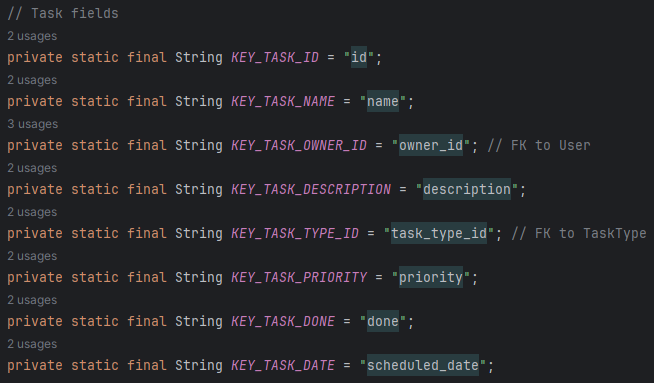 // Task fields
2 usages
private static final String KEY_TASK_ID = "id";
2 usages
private static final String KEY_TASK_NAME = "name";
3 usages
private static final String KEY_TASK_OWNER_ID = "owner_id"; // FK to User
2 usages
private static final String KEY_TASK_DESCRIPTION = "description";
2 usages
private static final String KEY_TASK_TYPE_ID = "task_type_id"; // FK to TaskType
2 usages
private static final String KEY_TASK_PRIORITY = "priority";
2 usages
private static final String KEY_TASK_DONE = "done";
2 usages
private static final String KEY_TASK_DATE = "scheduled_date";